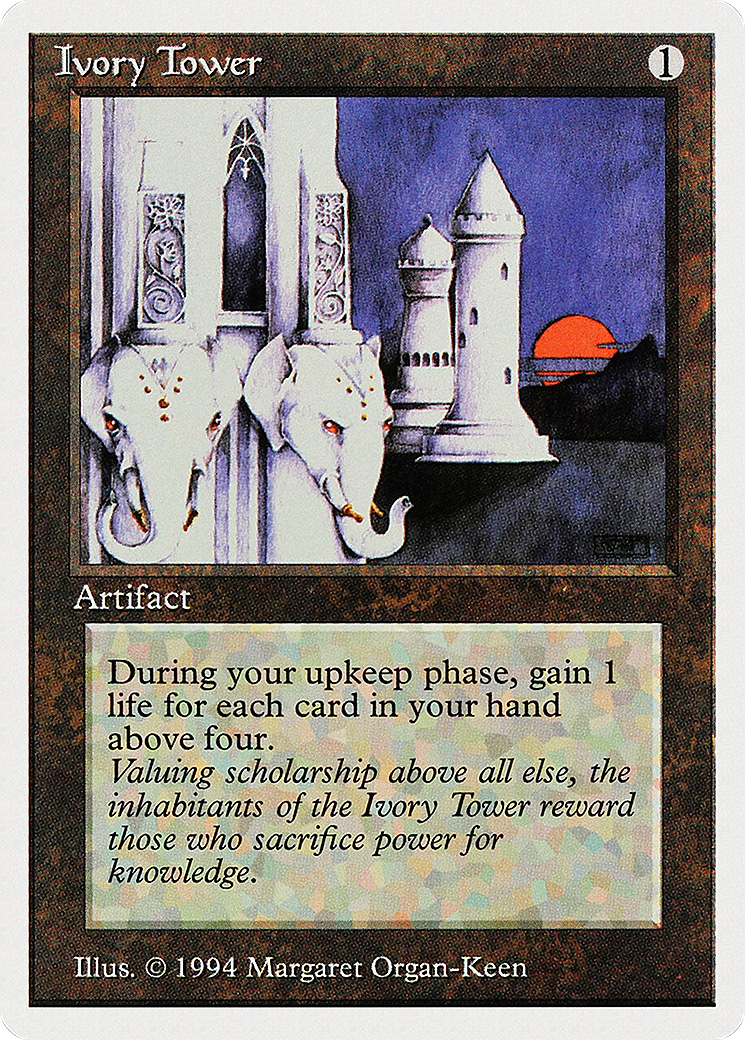 Ivory Tower 1
Artifact
During your upkeep phase, gain 1
life for each card in your hand
above four.
Valuing scholarship above all else, the
inhabitants of the Ivory Tower reward
those who sacrifice power for
knowledge.
Illus. © 1994 Margaret Organ-Keen